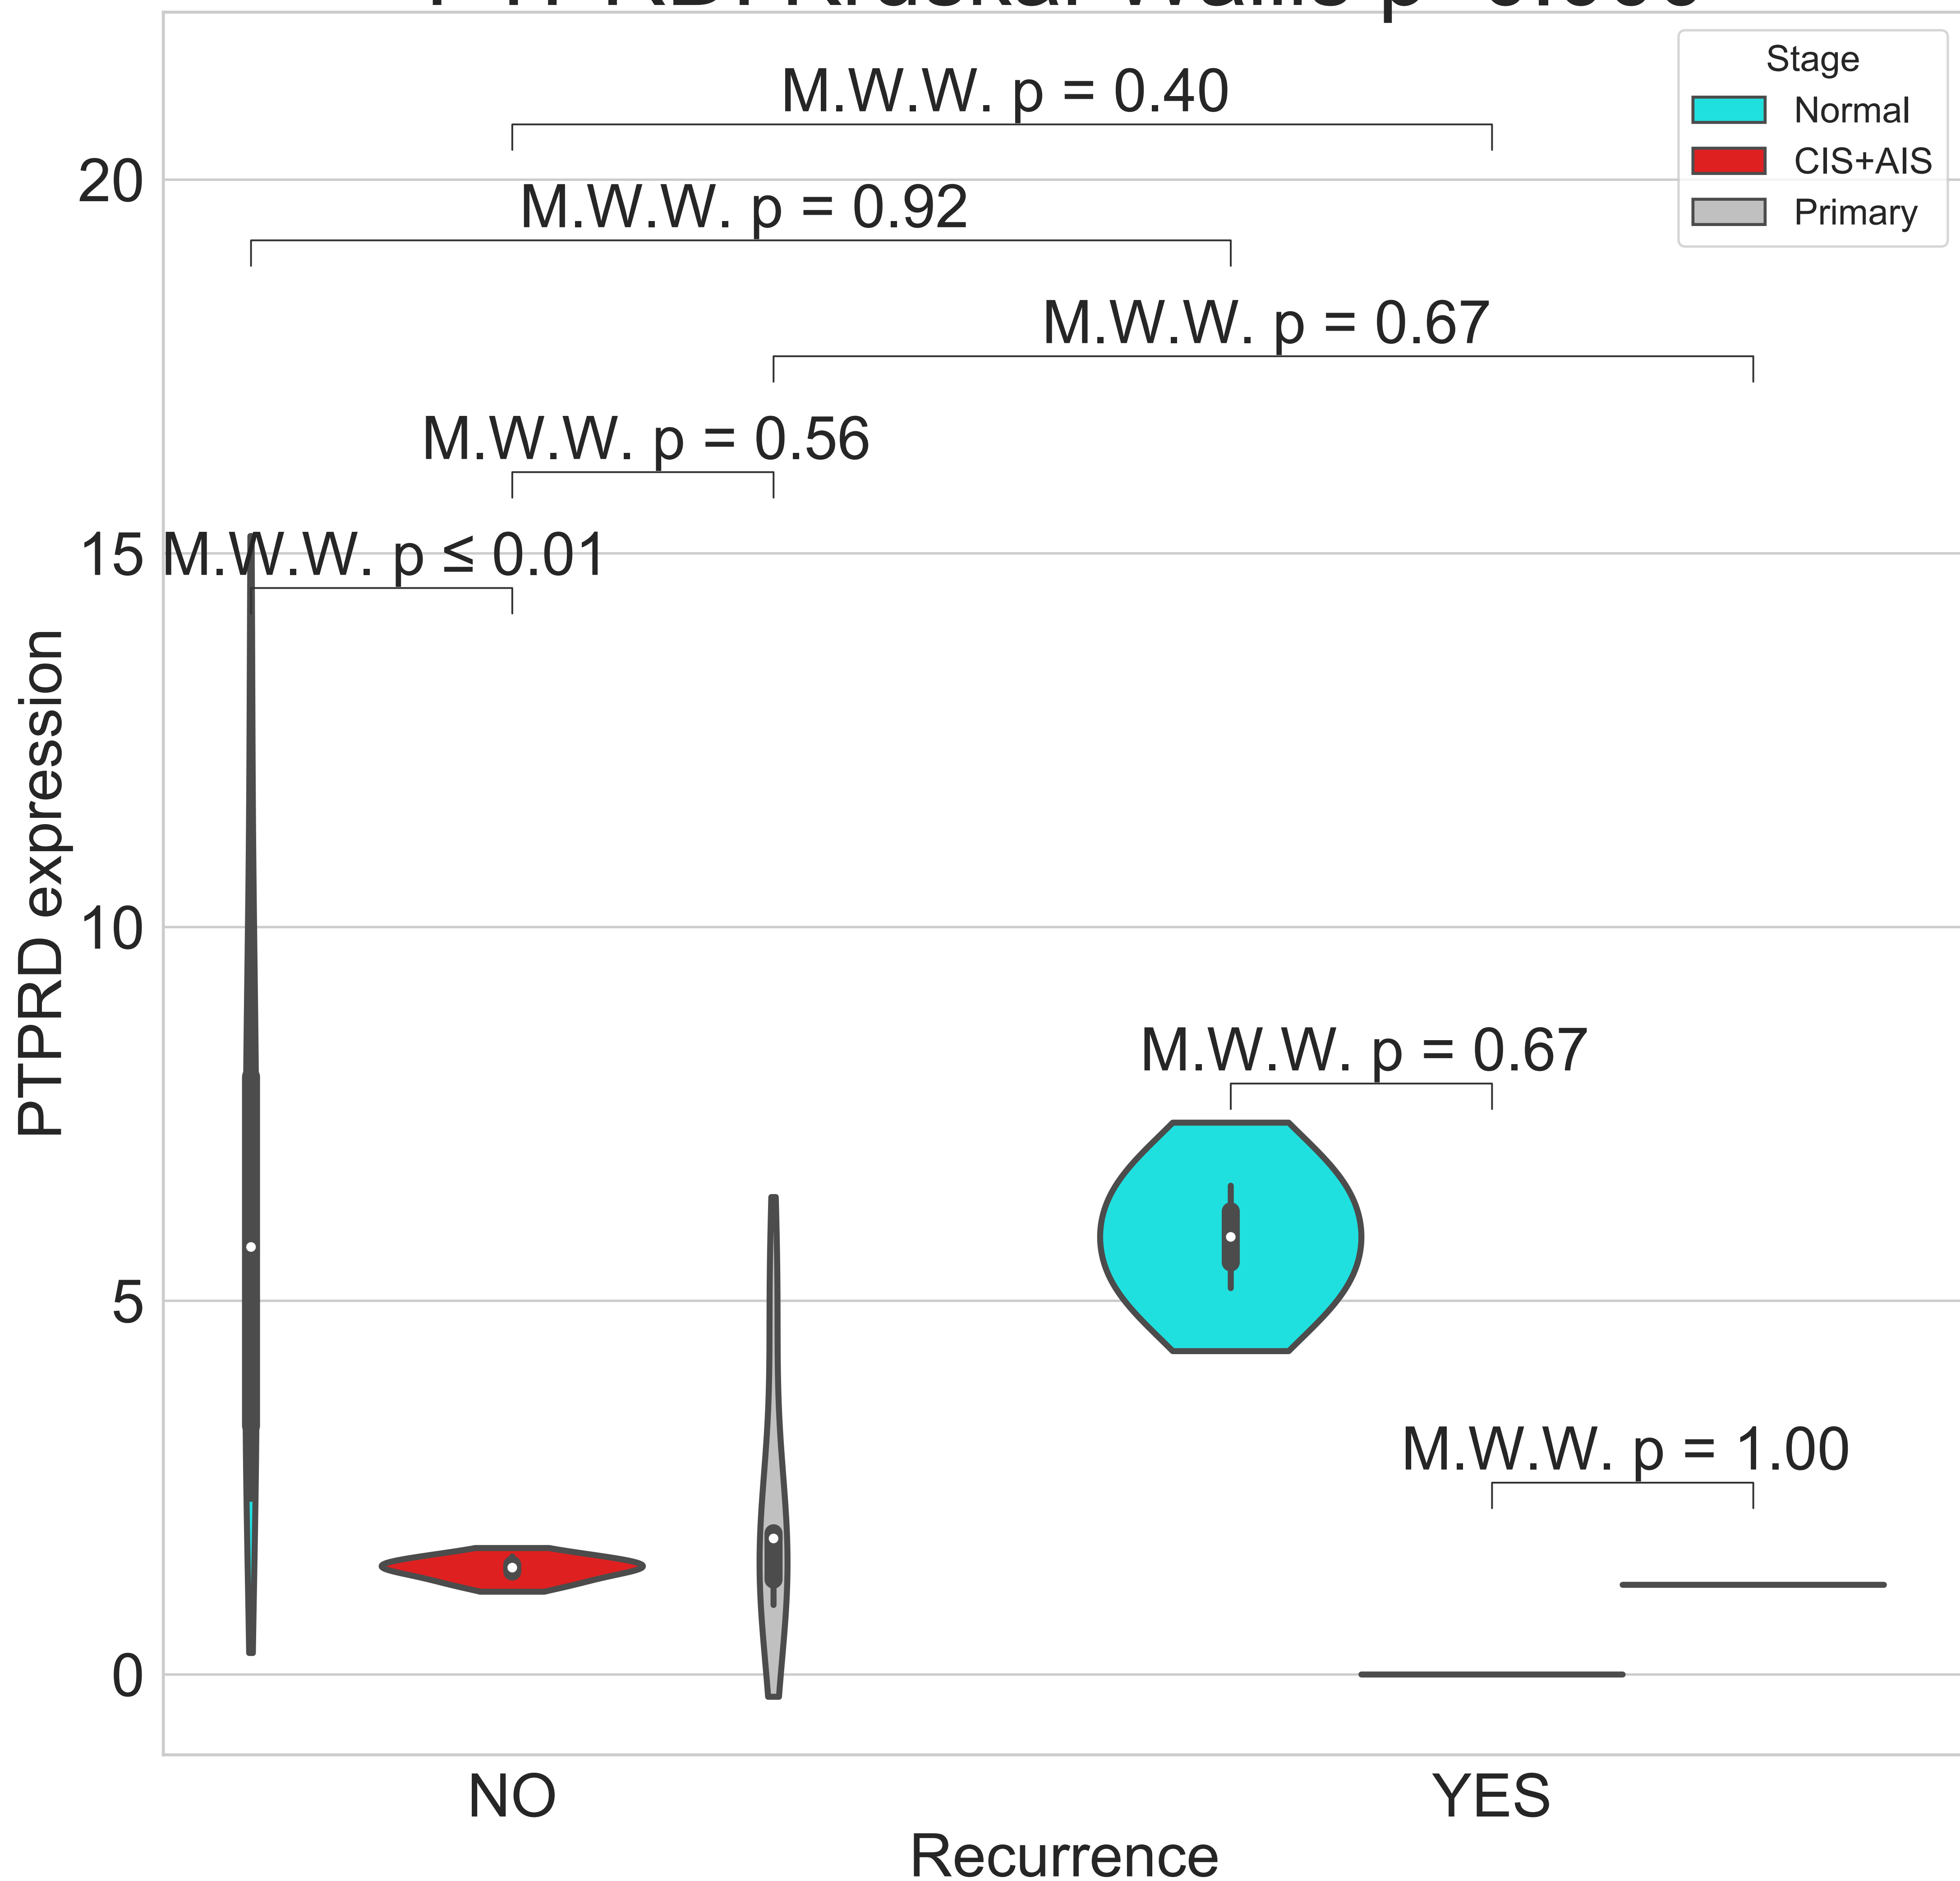 Stage
Normal
CIS+AIS
Primary
M.W.W. p = 0.40
20
M.W.W. p = 0.92
M.W.W. p = 0.67
M.W.W. p = 0.56
15
M.W.W. p ≤ 0.01
PTPRD expression
10
M.W.W. p = 0.67
5
M.W.W. p = 1.00
0
NO
YES
Recurrence